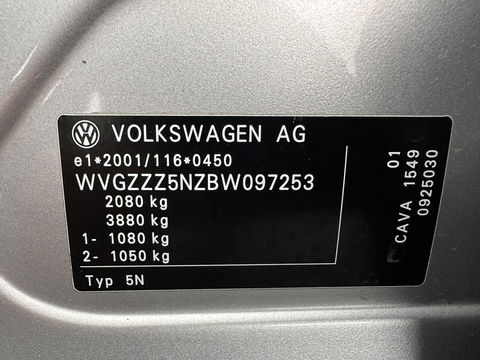 VOLKSWAGEN AG
e1*2001/116*0450
WVGZZZ5NZBW097253
2080 kg
3880 kg
1- 1080 kg
2- 1050 kg
Typ 5N
CAVA 1549
01
0925030